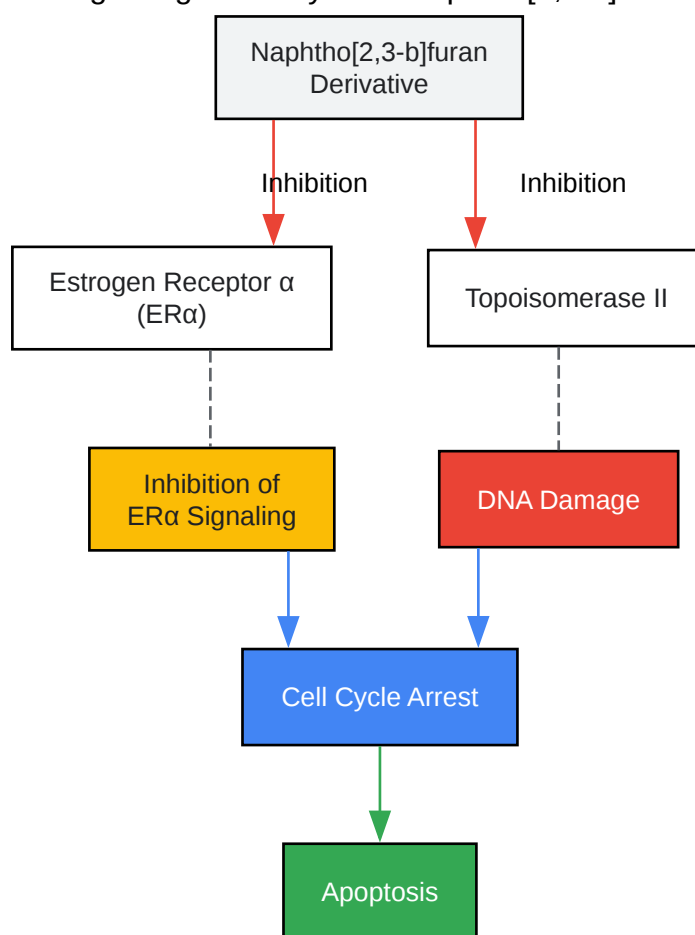 Naphtho[2,3-b]furan
Derivative
Inhibition Inhibition
Estrogen Receptor α
(ERα)
Topoisomerase II
Inhibition of
ERα Signaling
DNA Damage
Cell Cycle Arrest
Apoptosis